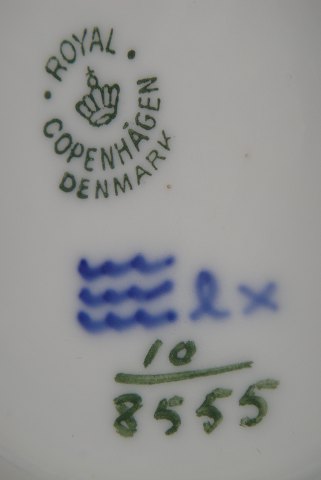 ROYAL
COPENHAGEN
DENMARK
l x
10
8555